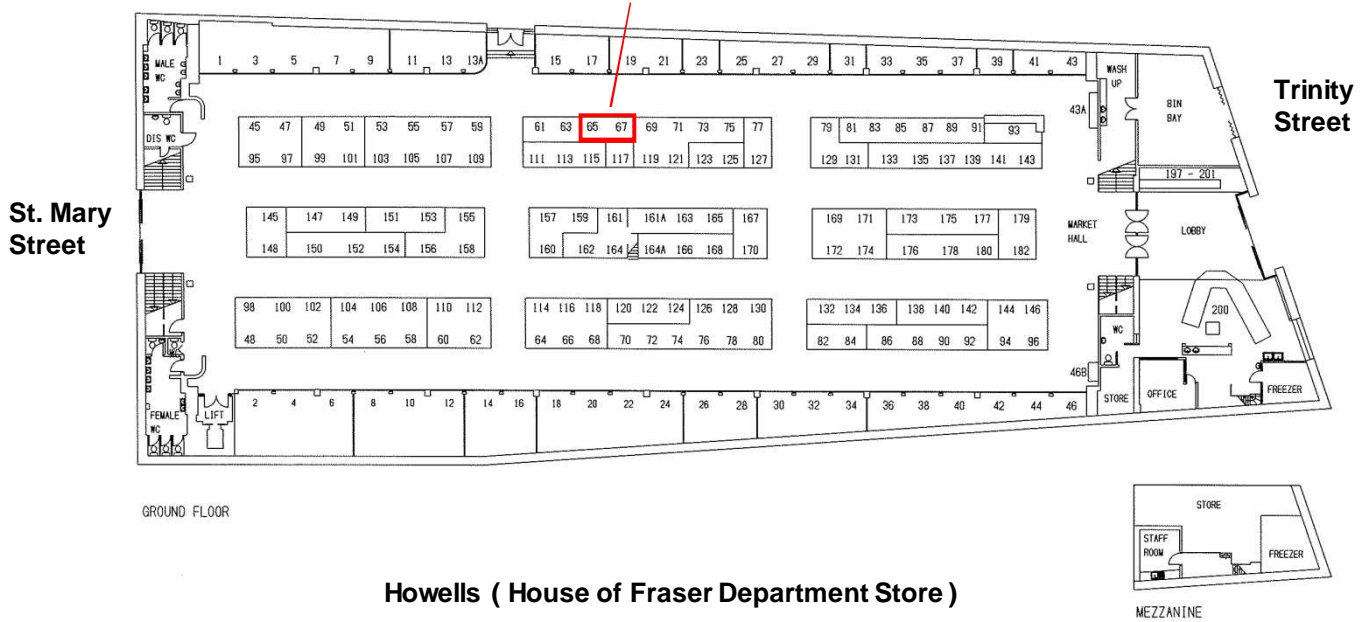 1 3 5 7 9 11 13 13A 15 17 19 21 23 25 27 29 31 33 35 37 39 41 43
MALE
WC
WASH
UP
BIN
BAY
Trinity
Street
43A
DIS WC
45 47 49 51 53 55 57 59 61 63 65 67 69 71 73 75 77 79 81 83 85 87 89 91 93
95 97 99 101 103 105 107 109 111 113 115 117 119 121 123 125 127 129 131 133 135 137 139 141 143
197 - 201
St. Mary
Street
145 147 149 151 153 155 157 159 161 161A 163 165 167 169 171 173 175 177 179
148 150 152 154 156 158 160 162 164 164A 166 168 170 172 174 176 178 180 182
MARKET
HALL
LOBBY
98 100 102 104 106 108 110 112 114 116 118 120 122 124 126 128 130 132 134 136 138 140 142 144 146
48 50 52 54 56 58 60 62 64 66 68 70 72 74 76 78 80 82 84 86 88 90 92 94 96
200
WC
46B
FEMALE
WC
LIFT
2 4 6 8 10 12 14 16 18 20 22 24 26 28 30 32 34 36 38 40 42 44 46
STORE
OFFICE
FREEZER
GROUND FLOOR
STORE
STAFF
ROOM
FREEZER
Howells ( House of Fraser Department Store )
MEZZANINE